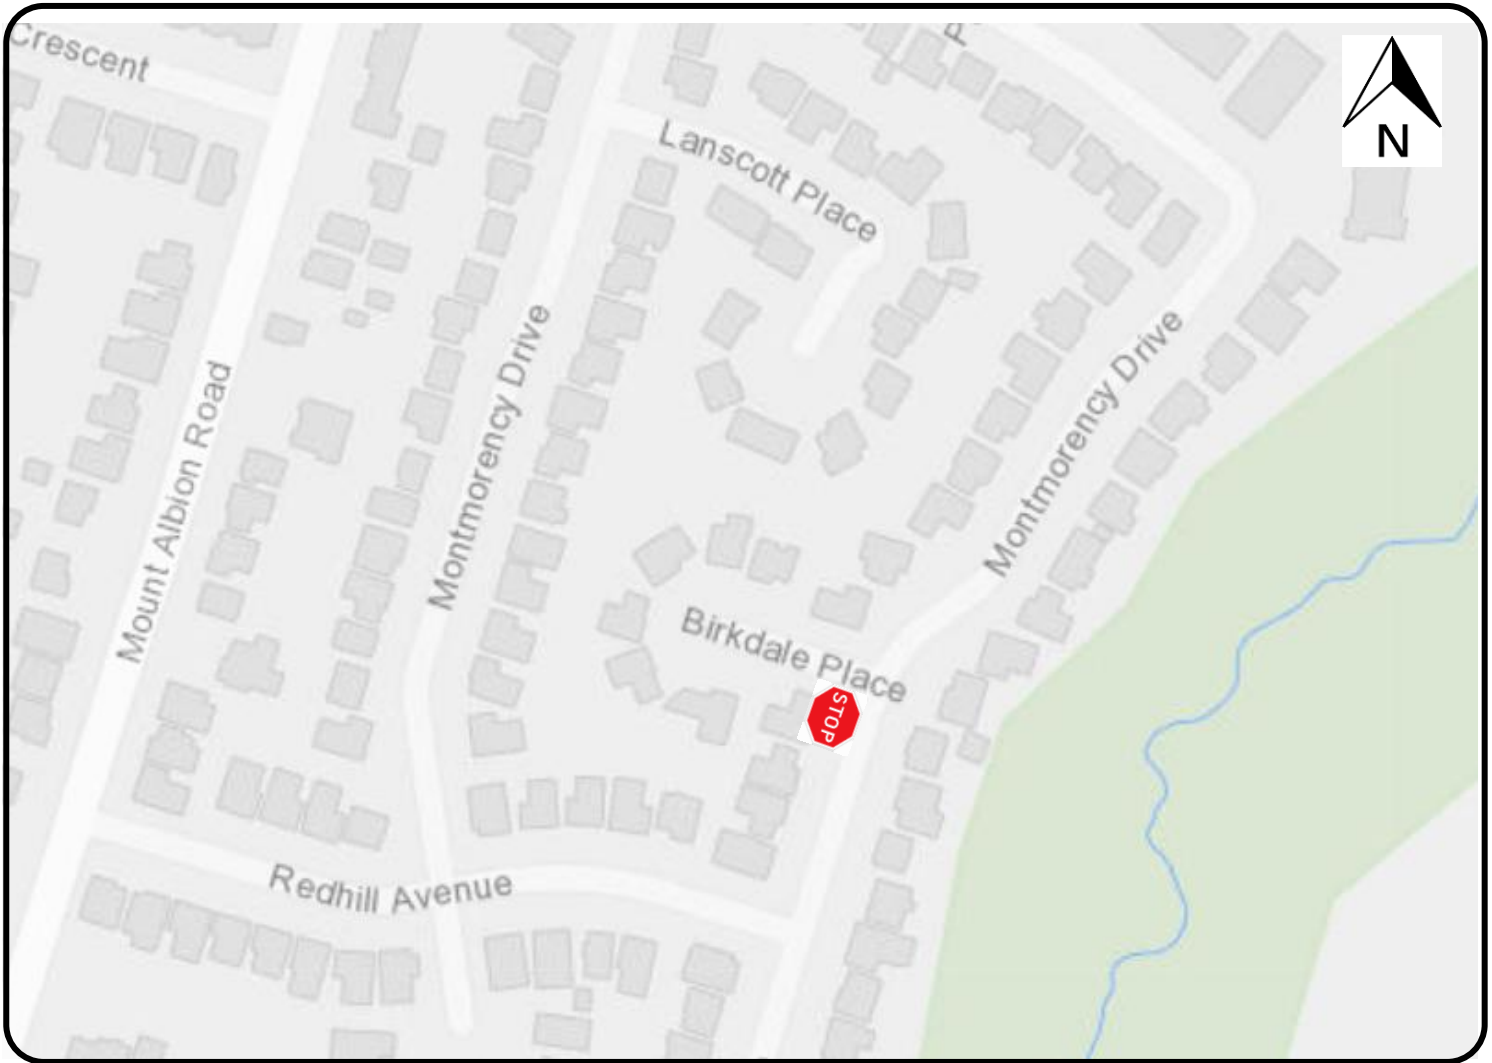 Crescent
N
Lanscott Place
Montmorency Drive
Montmorency Drive
Mount Albion Road
Birkdale Place
STOP
Redhill Avenue